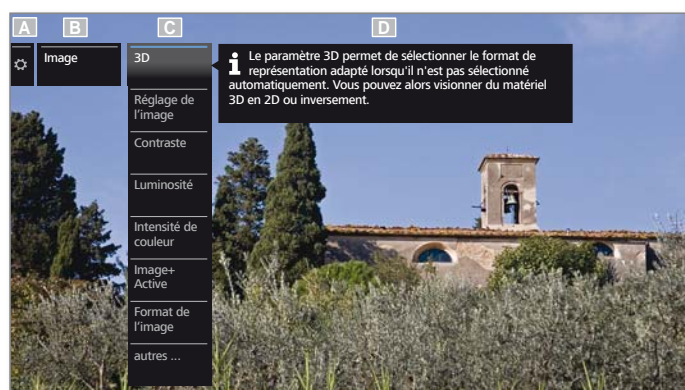 A
B
C
D
Image
3D
Réglage de
l'image
Contraste
Luminosité
Intensité de
couleur
Image+
Active
Format de
l'image
autres ...
i Le paramètre 3D permet de sélectionner le format de
représentation adapté lorsqu'il n'est pas sélectionné
automatiquement. Vous pouvez alors visionner du matériel
3D en 2D ou inversement.